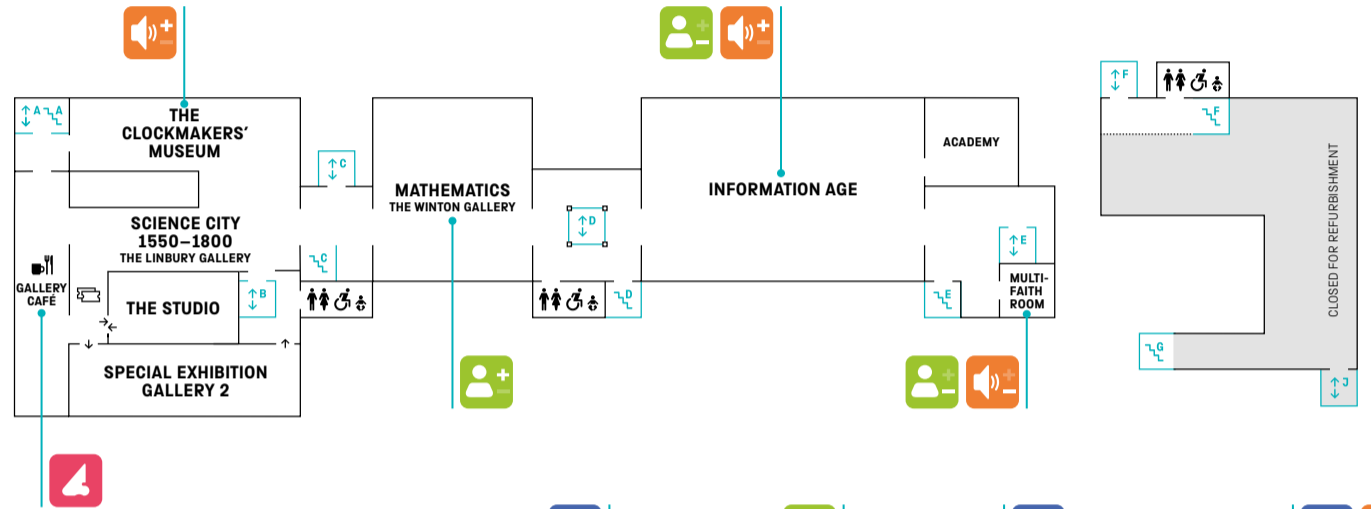 THE
CLOCKMAKERS'
MUSEUM
A
A
SCIENCE CITY
1550–1800
THE LINBURY GALLERY
GALLERY
CAFÉ
THE STUDIO
B
SPECIAL EXHIBITION
GALLERY 2
C
C
MATHEMATICS
THE WINTON GALLERY
D
D
INFORMATION AGE
ACADEMY
E
E
MULTI-
FAITH
ROOM
F
F
CLOSED FOR REFURBISHMENT
G
J